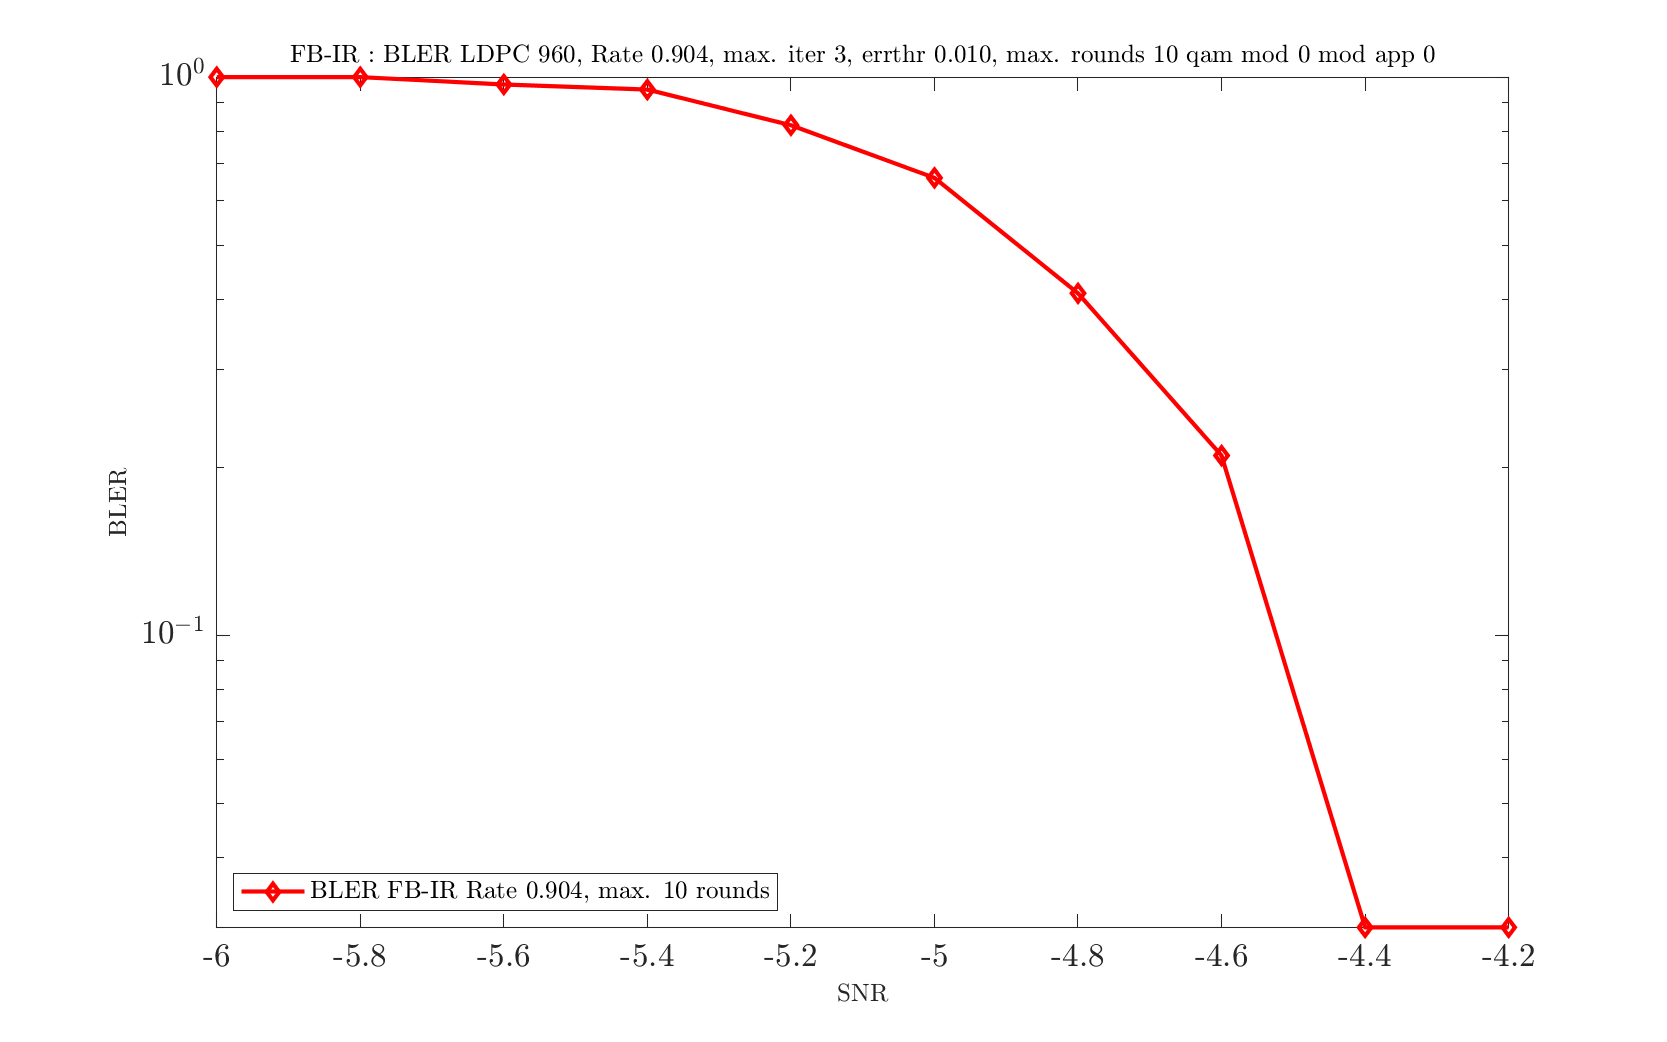 FB-IR : BLER LDPC 960, Rate 0.904, max. iter 3, errthr 0.010, max. rounds 10 qam mod 0 mod app 0
10^0
10^−1
BLER
BLER FB-IR Rate 0.904, max. 10 rounds
-6 -5.8 -5.6 -5.4 -5.2 -5 -4.8 -4.6 -4.4 -4.2
SNR